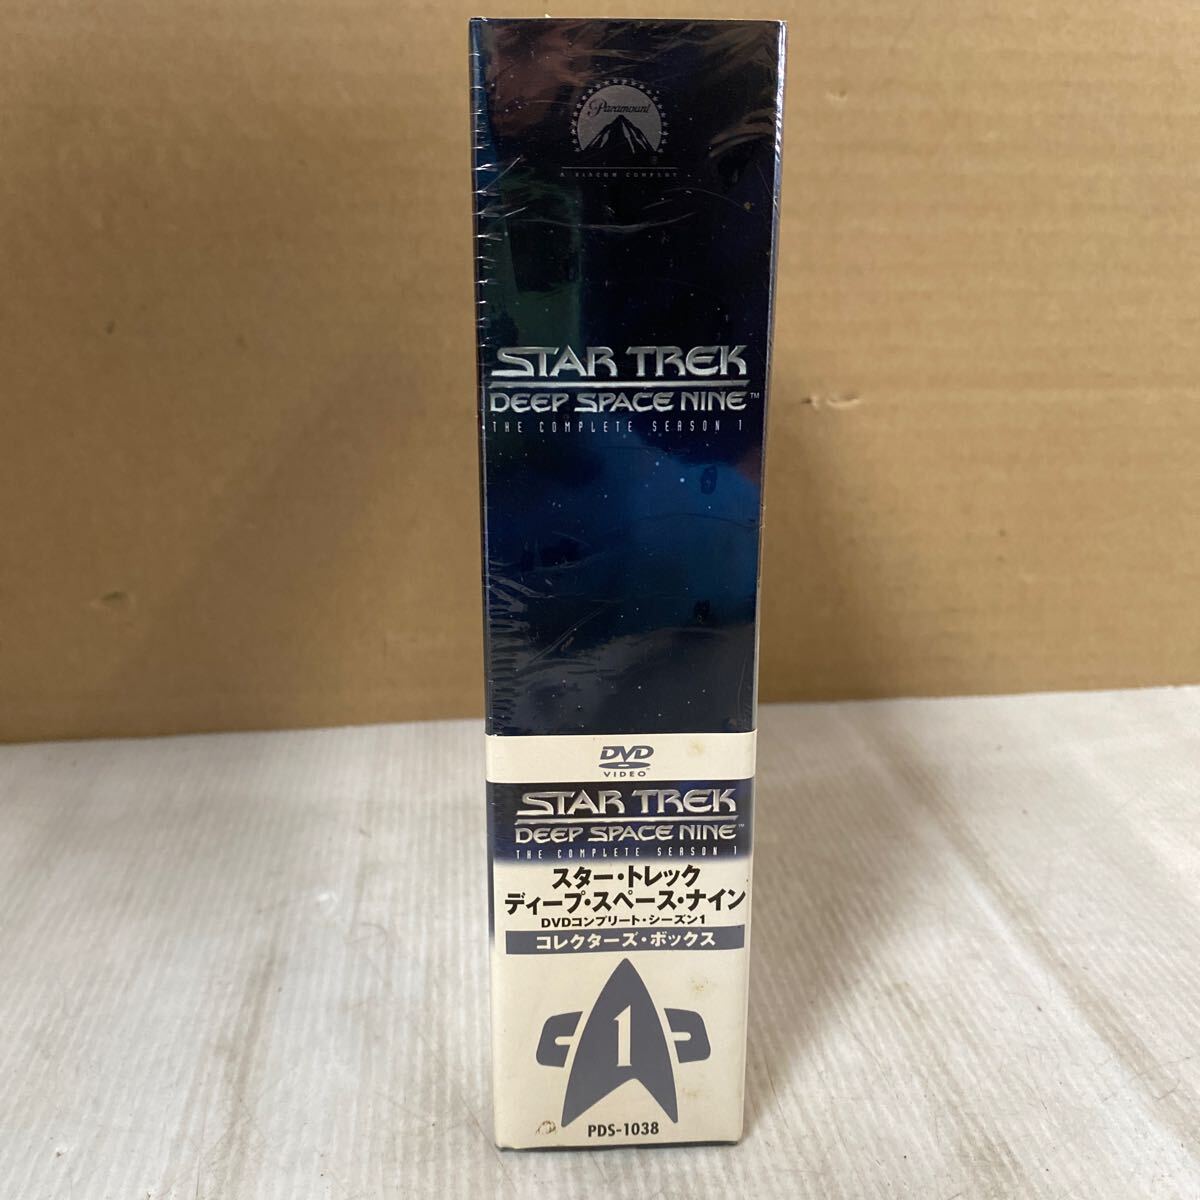 Paramount
A VIACOM COMPANY
STAR TREK
DEEP SPACE NINE™
THE COMPLETE SEASON 1
DVD
VIDEO™
STAR TREK
DEEP SPACE NINE™
THE COMPLETE SEASON 1
スター・トレック
ディープ・スペース・ナイン
DVDコンプリート・シーズン1
コレクターズ・ボックス
1
PDS-1038